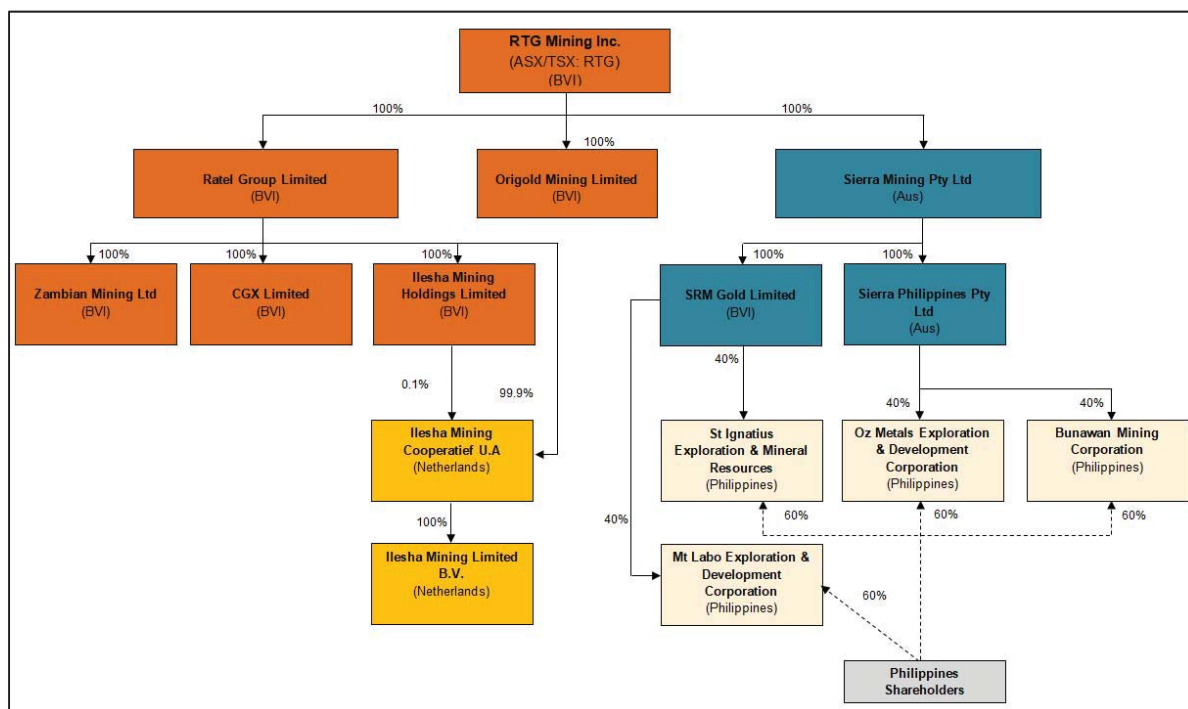 RTG Mining Inc.
(ASX/TSX: RTG)
(BVI)
100%
100%
100%
Ratel Group Limited
(BVI)
Origold Mining Limited
(BVI)
Sierra Mining Pty Ltd
(Aus)
100%
100%
100%
100%
100%
Zambian Mining Ltd
(BVI)
CGX Limited
(BVI)
Ilesha Mining
Holdings Limited
(BVI)
SRM Gold Limited
(BVI)
Sierra Philippines Pty
Ltd
(Aus)
0.1%
99.9%
40%
40%
40%
Ilesha Mining
Cooperatief U.A
(Netherlands)
St Ignatius
Exploration & Mineral
Resources
(Philippines)
Oz Metals Exploration
& Development
Corporation
(Philippines)
Bunawan Mining
Corporation
(Philippines)
100%
40%
60%
60%
60%
Ilesha Mining Limited
B.V.
(Netherlands)
Mt Labo Exploration &
Development
Corporation
(Philippines)
60%
Philippines
Shareholders